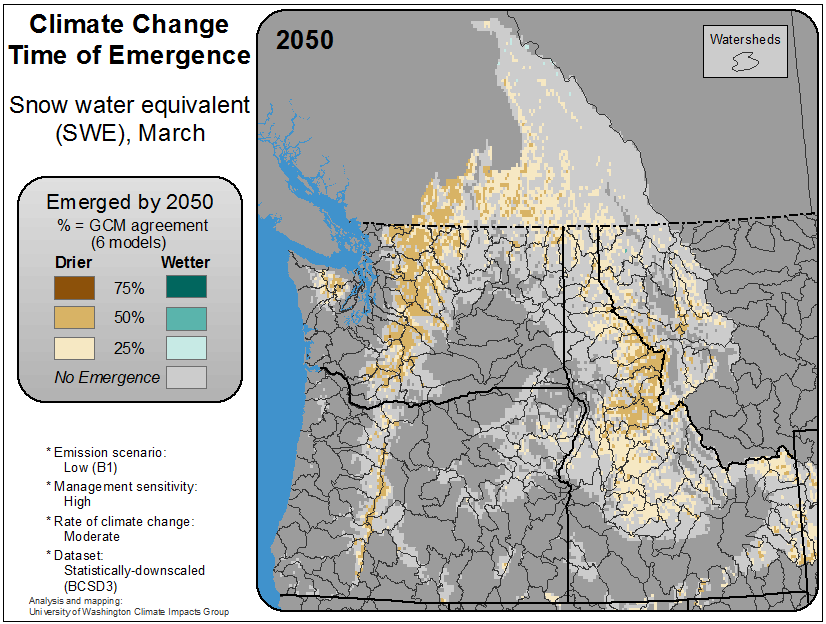 Climate Change
Time of Emergence
Snow water equivalent
(SWE), March
Emerged by 2050
% = GCM agreement
(6 models)
Drier Wetter
75%
50%
25%
No Emergence
* Emission scenario:
Low (B1)
* Management sensitivity:
High
* Rate of climate change:
Moderate
* Dataset:
Statistically-downscaled
(BCSD3)
Analysis and mapping:
University of Washington Climate Impacts Group
2050
Watersheds